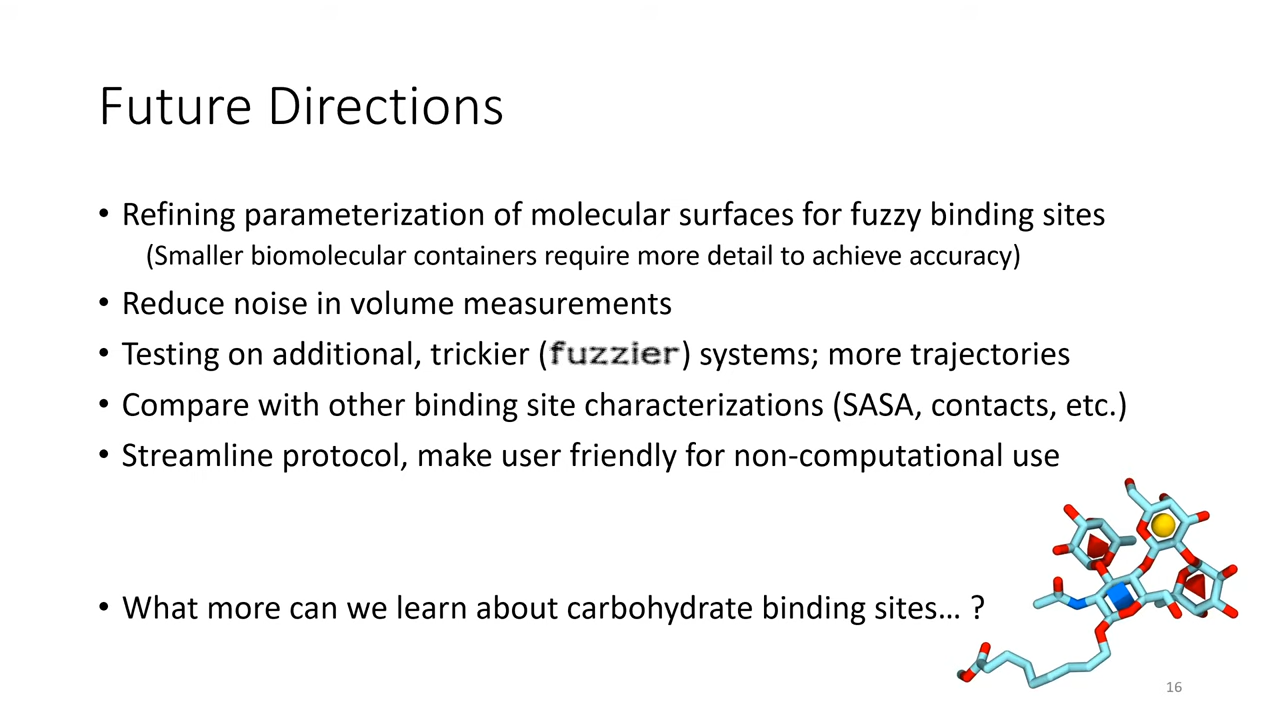 Future Directions
• Refining parameterization of molecular surfaces for fuzzy binding sites
(Smaller biomolecular containers require more detail to achieve accuracy)
• Reduce noise in volume measurements
• Testing on additional, trickier (fuzzier) systems; more trajectories
• Compare with other binding site characterizations (SASA, contacts, etc.)
• Streamline protocol, make user friendly for non-computational use
• What more can we learn about carbohydrate binding sites… ?
16